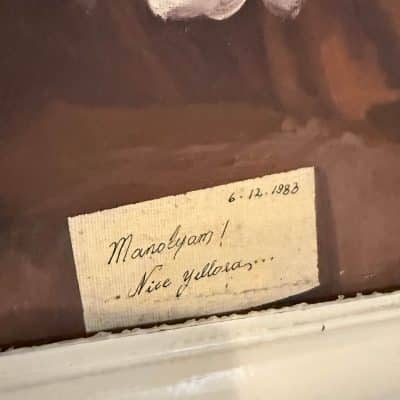 6.12.1983
Manolyam!
Nice yıllara,...